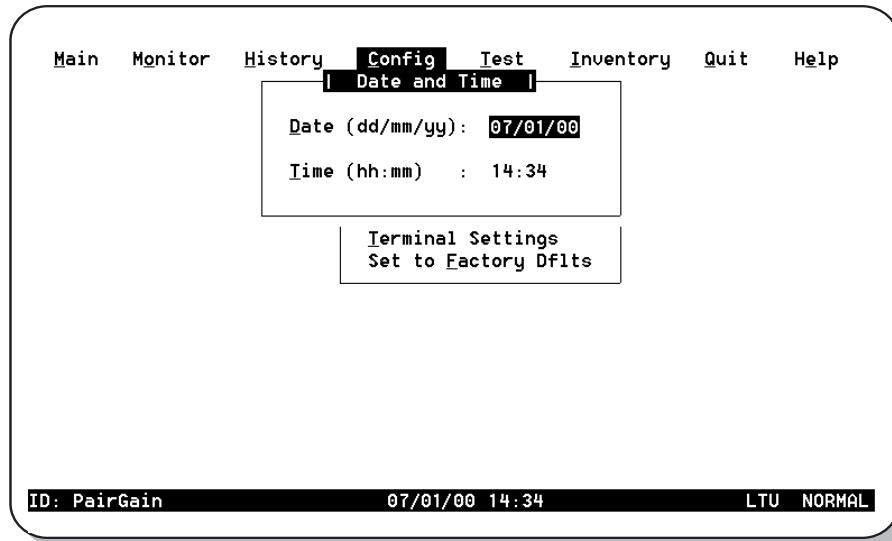 Main Monitor History Config Test Inventory Quit Help
| Date and Time |
Date (dd/mm/yy): 07/01/00
Time (hh:mm) : 14:34
Terminal Settings
Set to Factory Dflts
ID: PairGain 07/01/00 14:34 LTU NORMAL